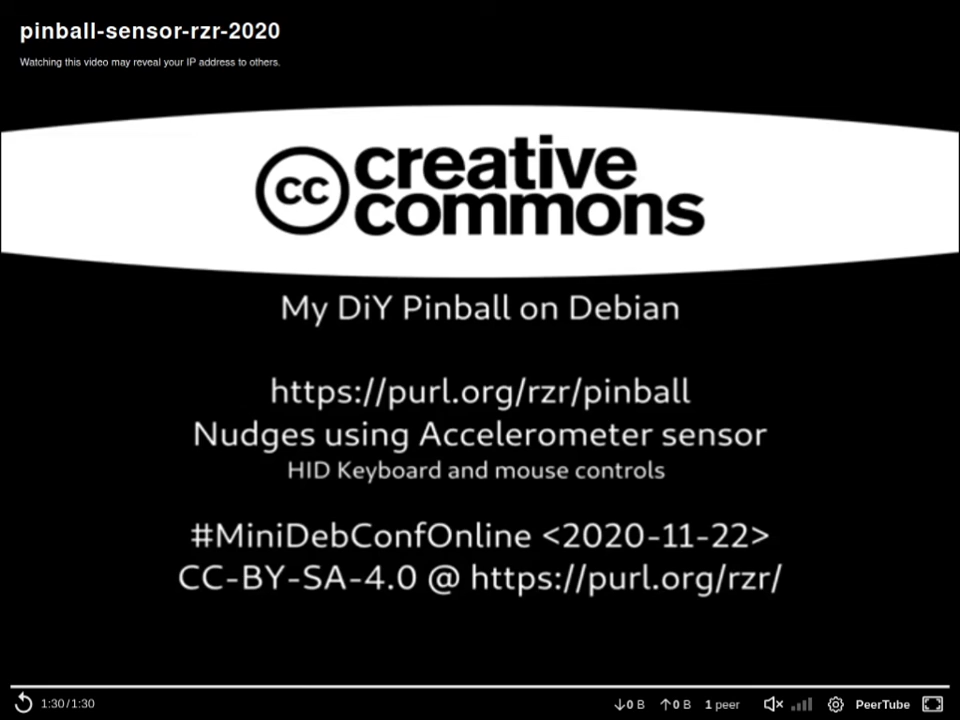 pinball-sensor-rzr-2020
Watching this video may reveal your IP address to others.
cc creative
commons
My DiY Pinball on Debian
https://purl.org/rzr/pinball
Nudges using Accelerometer sensor
HID Keyboard and mouse controls
#MiniDebConfOnline <2020-11-22>
CC-BY-SA-4.0 @ https://purl.org/rzr/
1:30/1:30 0 B 0 B 1 peer PeerTube